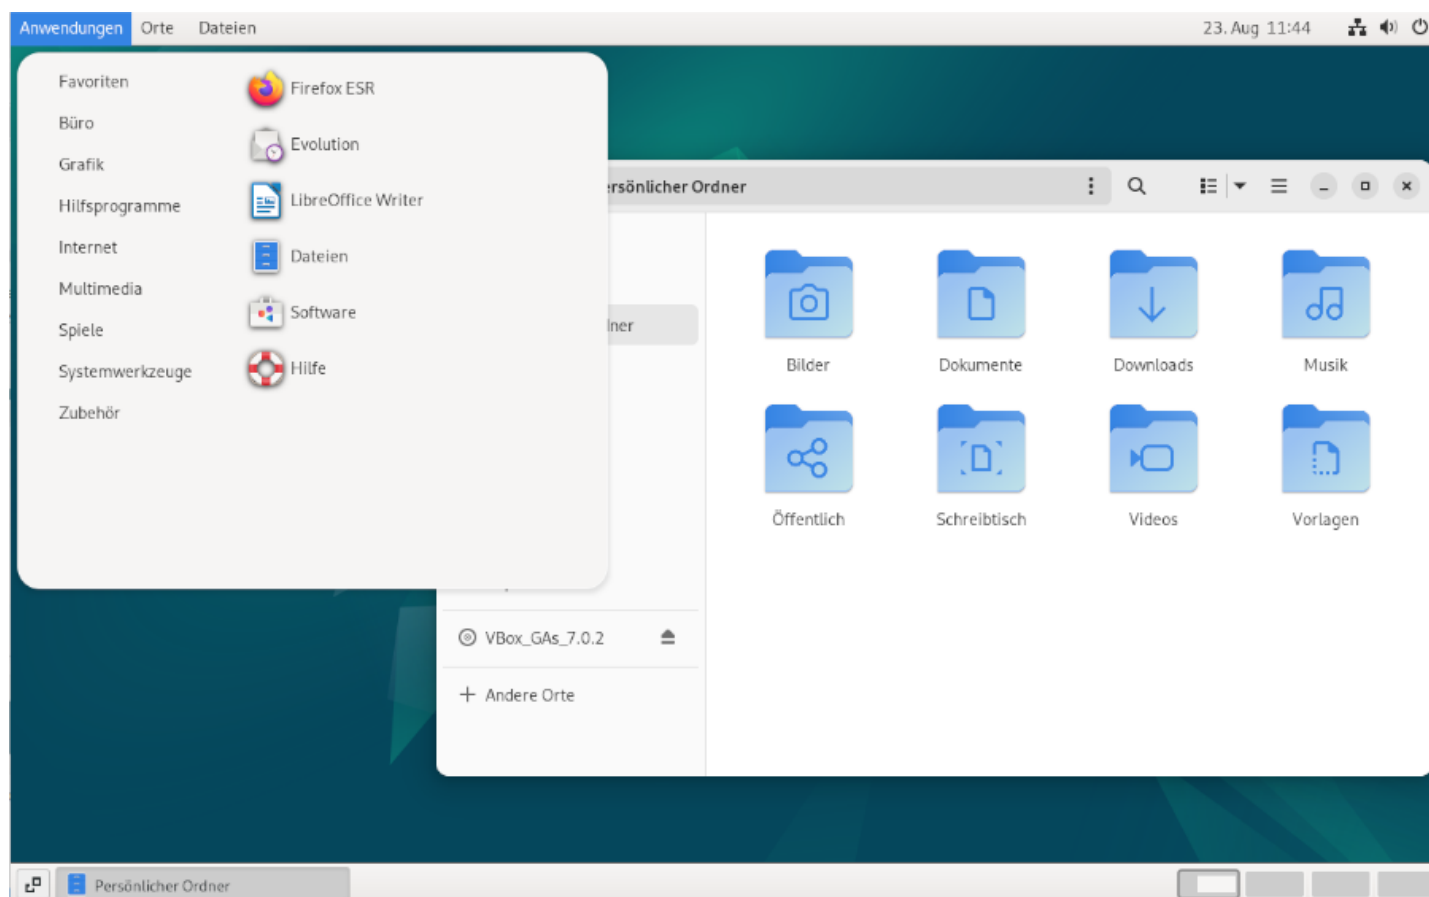 Anwendungen Orte Dateien 23. Aug 11:44
Favoriten
Büro
Grafik
Hilfsprogramme
Internet
Multimedia
Spiele
Systemwerkzeuge
Zubehör
Firefox ESR
Evolution
LibreOffice Writer
Dateien
Software
Hilfe
rsönlicher Ordner
ner
VBox_GAs_7.0.2
Andere Orte
Bilder Dokumente Downloads Musik
Öffentlich Schreibtisch Videos Vorlagen
Persönlicher Ordner